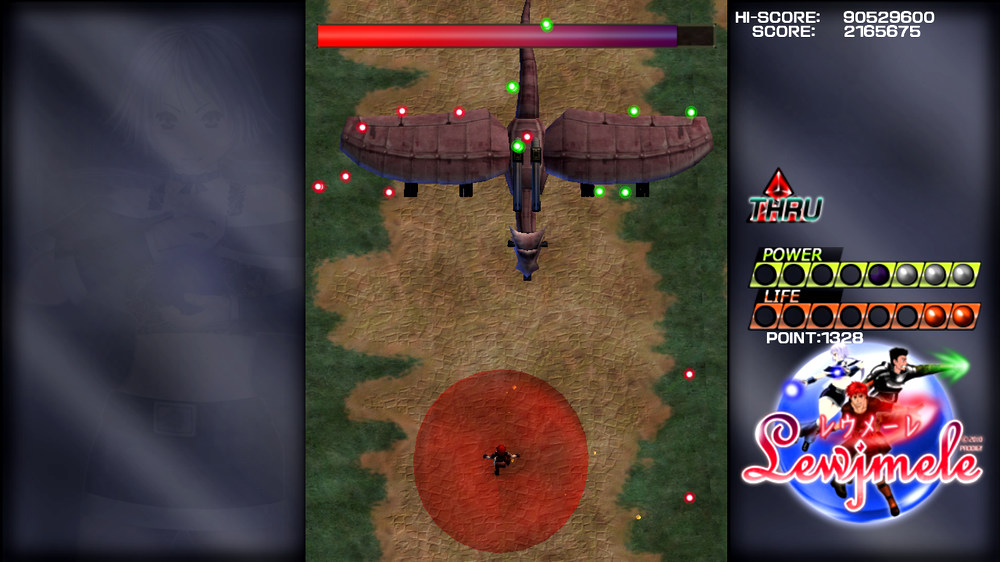 HI-SCORE: 90529600
SCORE: 2165675
THRU
POWER
LIFE
POINT:1328
レウメーレ
Lewjmele